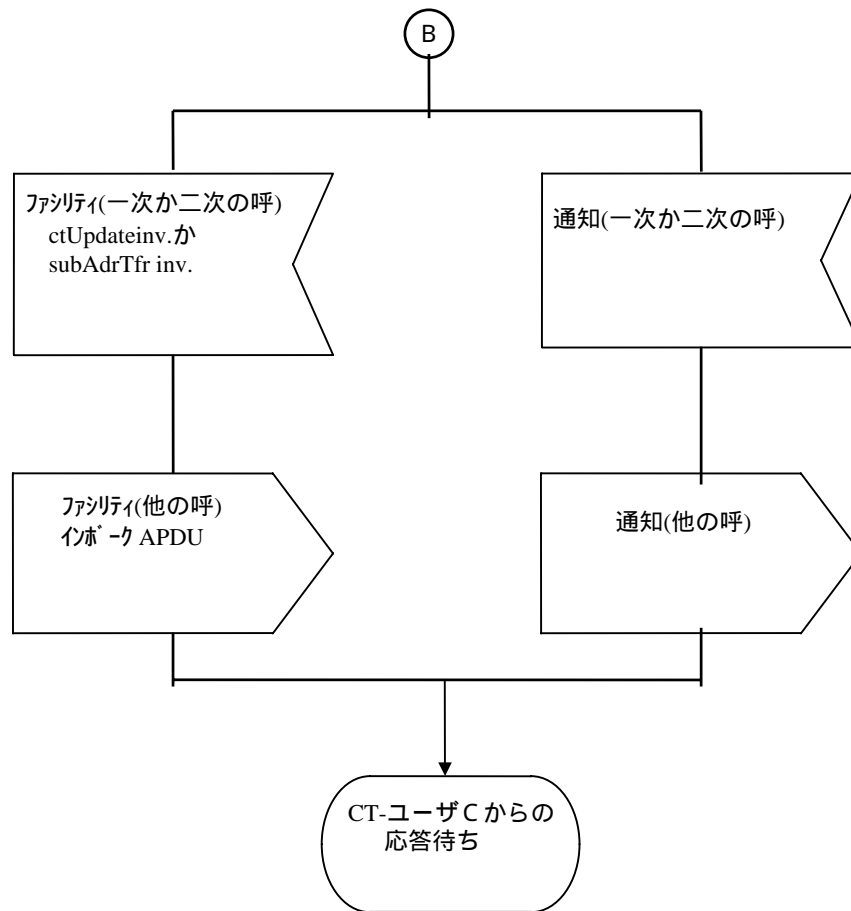 B
ﾌｧｼﾘﾃｨ(一次か二次の呼)
ctUpdateinv.か
subAdrTfr inv.
通知(一次か二次の呼)
ﾌｧｼﾘﾃｨ(他の呼)
ｲﾝﾎﾞｰｸ APDU
通知(他の呼)
CT-ユーザＣからの
応答待ち